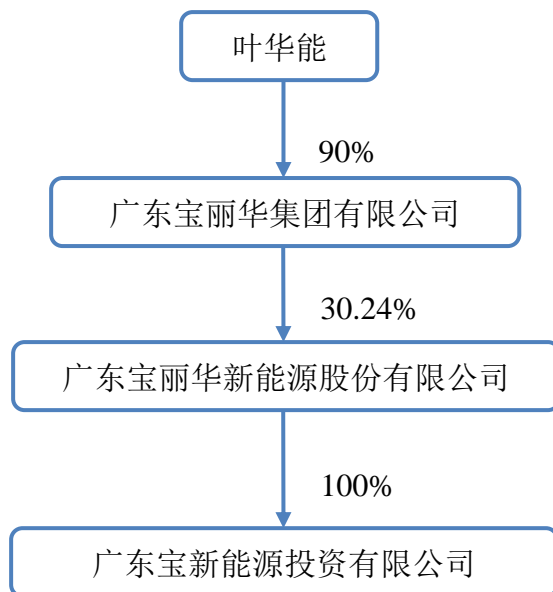 叶华能
90%
广东宝丽华集团有限公司
30.24%
广东宝丽华新能源股份有限公司
100%
广东宝新能源投资有限公司